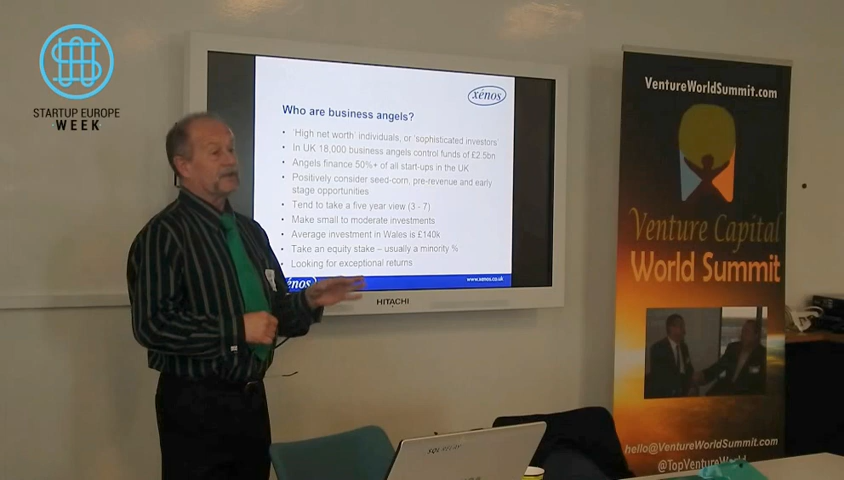 STARTUP EUROPE
WEEK
xénos
Who are business angels?
• 'High net worth' individuals, or 'sophisticated investors'
• In UK 18,000 business angels control funds of £2.5bn
• Angels finance 50%+ of all start-ups in the UK
• Positively consider seed-corn, pre-revenue and early
stage opportunities
• Tend to take a five year view (3 - 7)
• Make small to moderate investments
• Average investment in Wales is £140k
• Take an equity stake – usually a minority %
• Looking for exceptional returns
www.xenos.co.uk
HITACHI
VentureWorldSummit.com
Venture Capital
World Summit
hello@VentureWorldSummit.com
@TopVentureWorld